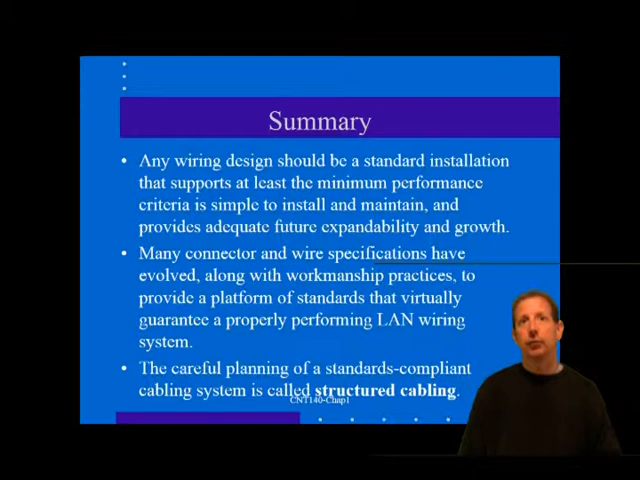 Summary
• Any wiring design should be a standard installation
that supports at least the minimum performance
criteria is simple to install and maintain, and
provides adequate future expandability and growth.
• Many connector and wire specifications have
evolved, along with workmanship practices, to
provide a platform of standards that virtually
guarantee a properly performing LAN wiring
system.
• The careful planning of a standards-compliant
cabling system is called structured cabling.
CNT140-Chap1